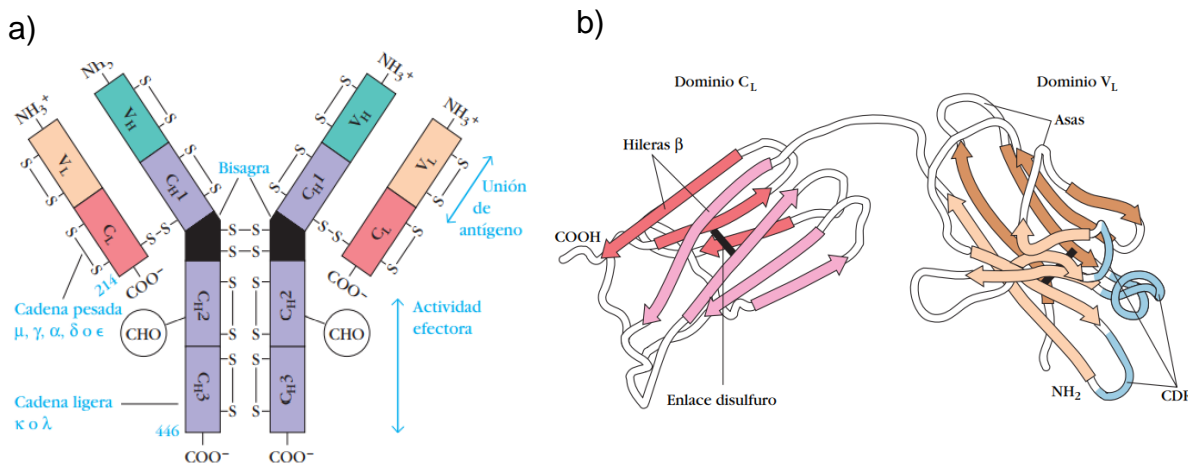 a)
NH3+
NH3+
NH3+
S
S
S
S
VH
VL
S
S
CH1
CL
S
S
S
S
214
COO⁻
S
S
Bisagra
VH
VL
CH1
CL
S
S
S
S
S
S
S
S
S
S
COO⁻
S—S
S—S
Unión
de
antígeno
Cadena pesada
μ, γ, α, δ o ε
CHO
CH2
CH2
CHO
S
S
S
S
Actividad
efectora
CH3
CH3
S
S
S
S
Cadena ligera
κ o λ
446
COO⁻
COO⁻
b)
Dominio CL
Dominio VL
Hileras β
Asas
COOH
Enlace disulfuro
NH2